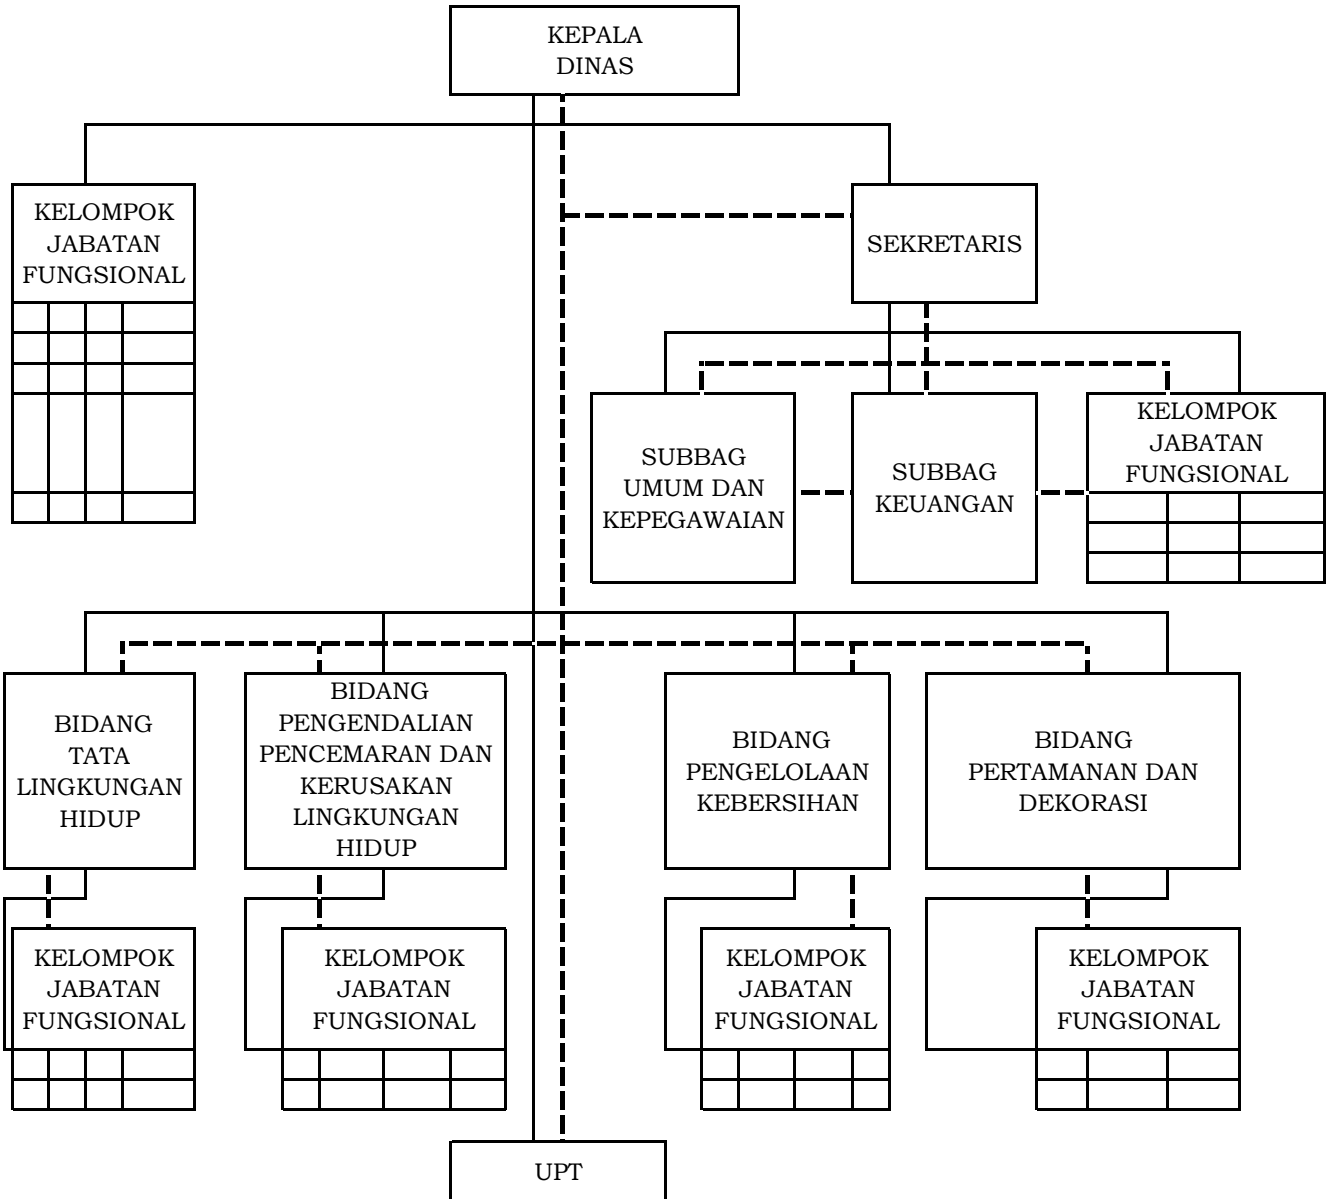 KEPALA
DINAS
KELOMPOK
JABATAN
FUNGSIONAL
SEKRETARIS
SUBBAG
UMUM DAN
KEPEGAWAIAN
SUBBAG
KEUANGAN
KELOMPOK
JABATAN
FUNGSIONAL
BIDANG
TATA
LINGKUNGAN
HIDUP
BIDANG
PENGENDALIAN
PENCEMARAN DAN
KERUSAKAN
LINGKUNGAN
HIDUP
BIDANG
PENGELOLAAN
KEBERSIHAN
BIDANG
PERTAMANAN DAN
DEKORASI
KELOMPOK
JABATAN
FUNGSIONAL
KELOMPOK
JABATAN
FUNGSIONAL
KELOMPOK
JABATAN
FUNGSIONAL
KELOMPOK
JABATAN
FUNGSIONAL
UPT